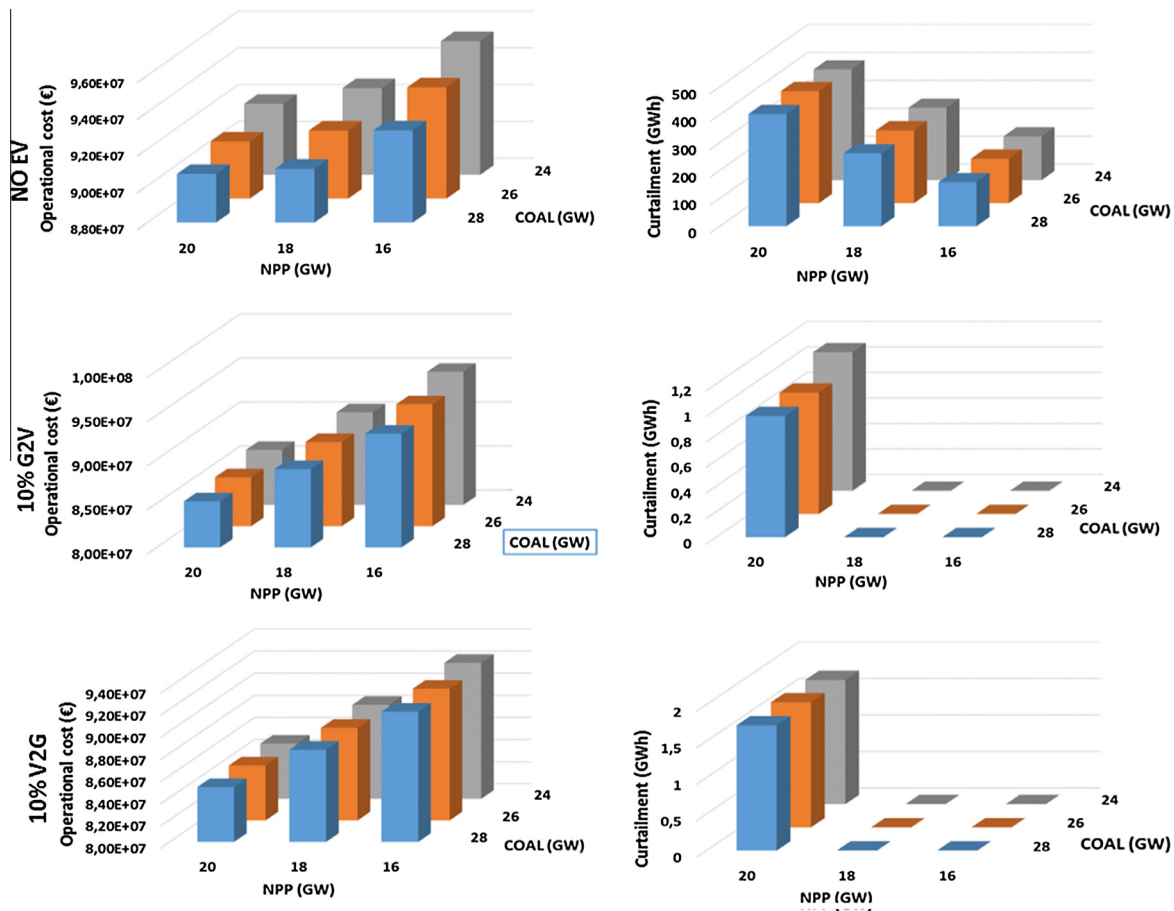 NO EV
Operational cost (€)
9,60E+07
9,40E+07
9,20E+07
9,00E+07
8,80E+07
20
18
16
NPP (GW)
28
26
24
COAL (GW)
Curtailment (GWh)
500
400
300
200
100
0
20
18
16
NPP (GW)
28
26
24
COAL (GW)
10% G2V
Operational cost (€)
1,00E+08
9,50E+07
9,00E+07
8,50E+07
8,00E+07
20
18
16
NPP (GW)
28
26
24
COAL (GW)
Curtailment (GWh)
1,2
1
0,8
0,6
0,4
0,2
0
20
18
16
NPP (GW)
28
26
24
COAL (GW)
10% V2G
Operational cost (€)
9,40E+07
9,20E+07
9,00E+07
8,80E+07
8,60E+07
8,40E+07
8,20E+07
8,00E+07
20
18
16
NPP (GW)
28
26
24
COAL (GW)
Curtailment (GWh)
2
1,5
1
0,5
0
20
18
16
NPP (GW)
28
26
24
COAL (GW)